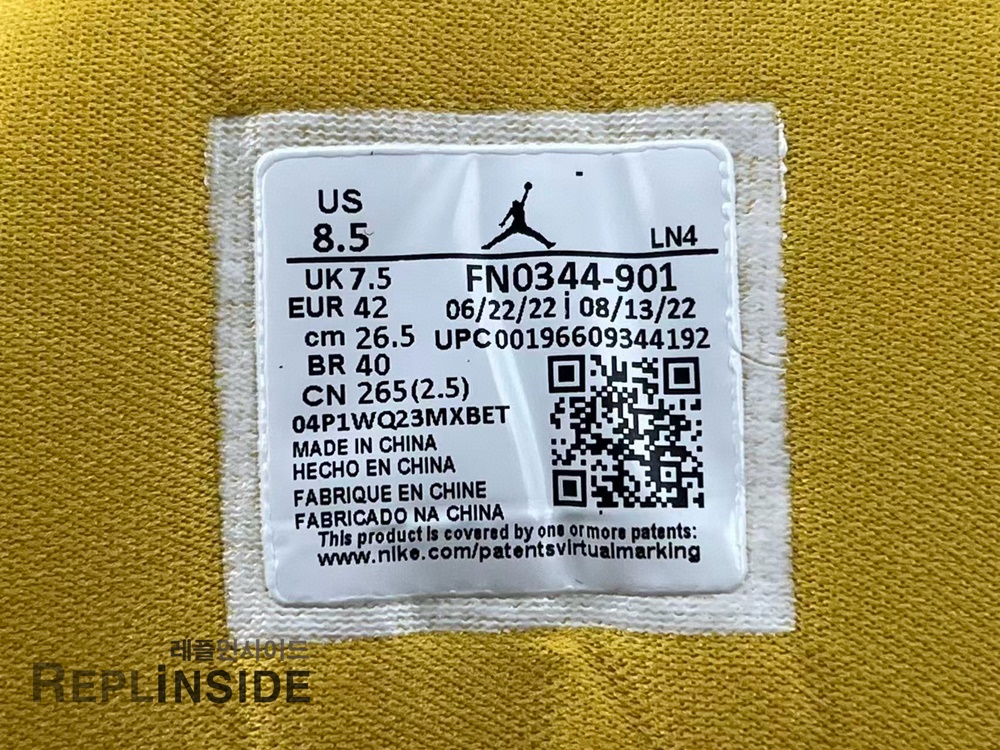 US
8.5
LN4
UK 7.5
FN0344-901
EUR 42
06/22/22 | 08/13/22
cm 26.5
UPC00196609344192
BR 40
CN 265(2.5)
04P1WQ23MXBET
MADE IN CHINA
HECHO EN CHINA
FABRIQUE EN CHINE
FABRICADO NA CHINA
This product is covered by one or more patents:
www.nike.com/patentsvirtualmarking
레플인사이드
REPLINSIDE